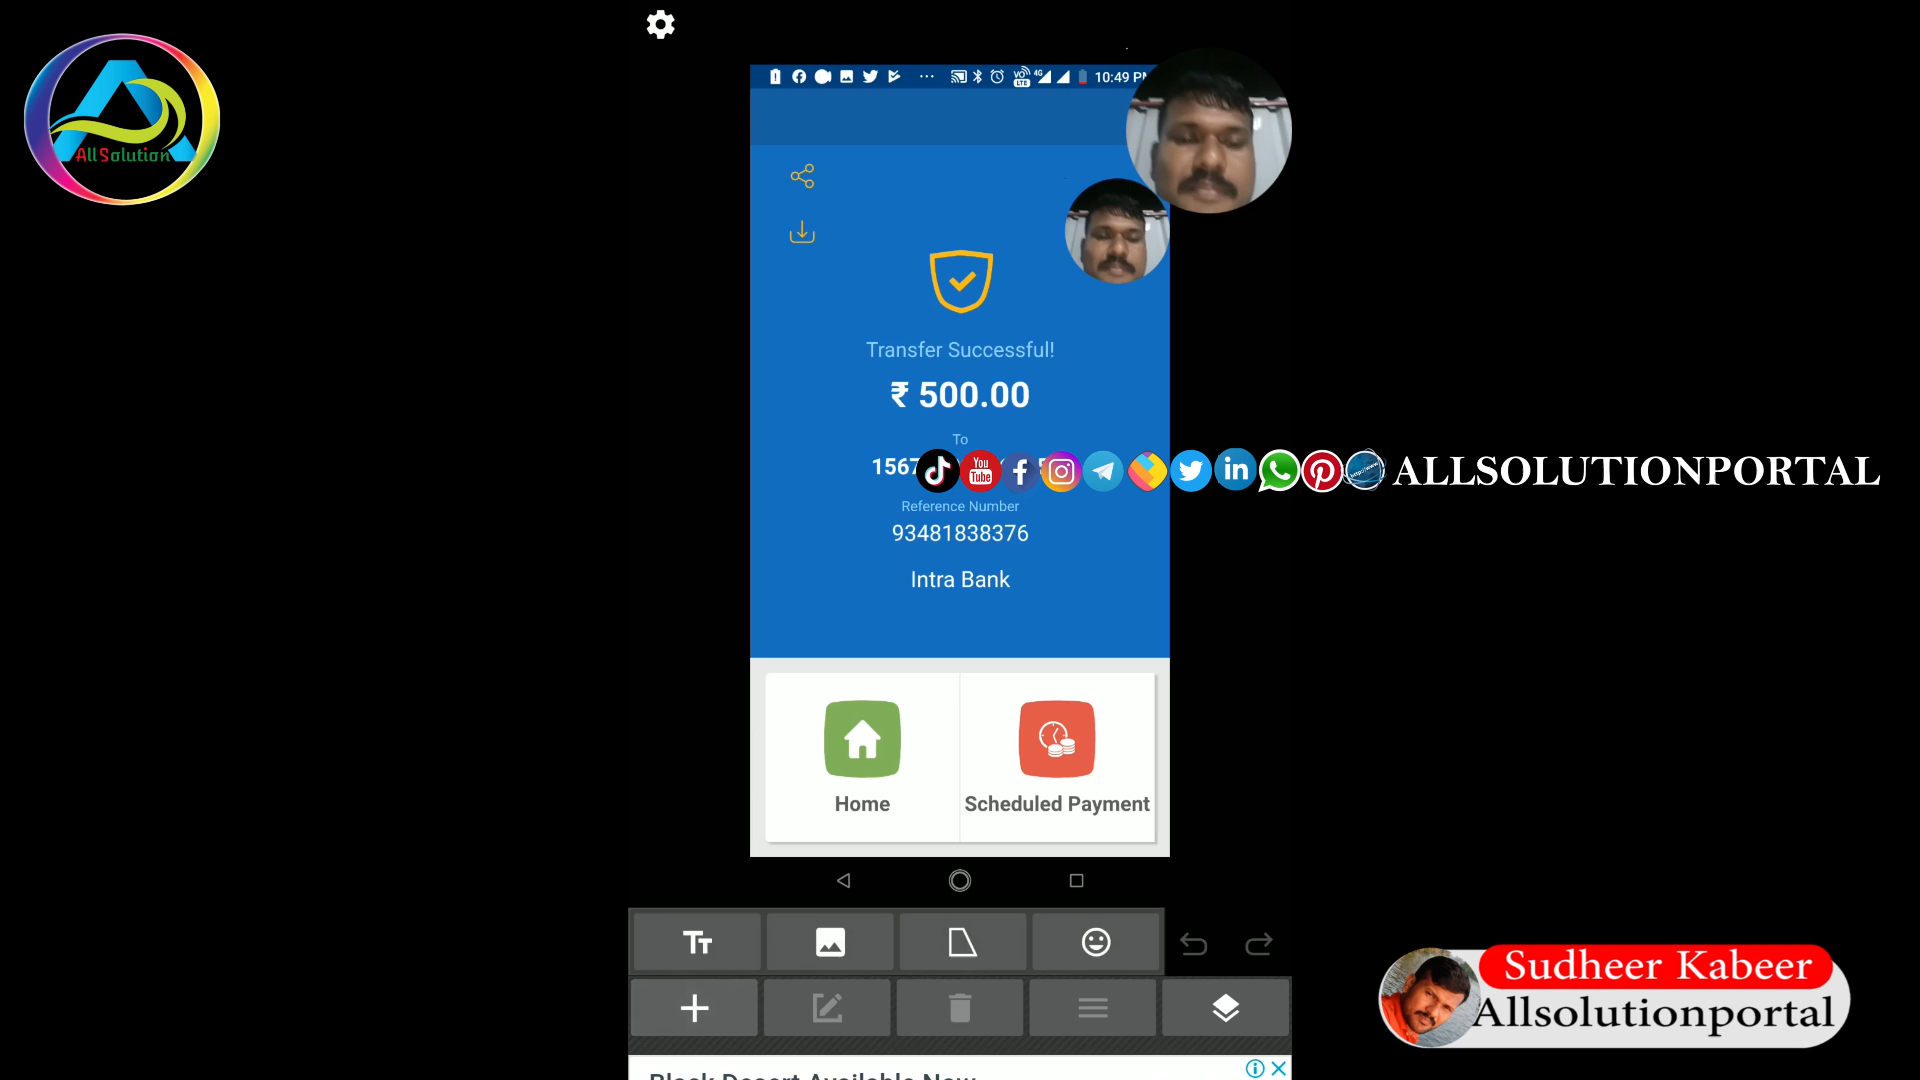 10:49 PM
AllSolution
Transfer Successful!
₹ 500.00
To
1567
ALLSOLUTIONPORTAL
Reference Number
93481838376
Intra Bank
Home
Scheduled Payment
Sudheer Kabeer
Allsolutionportal
Block Desert Available Now